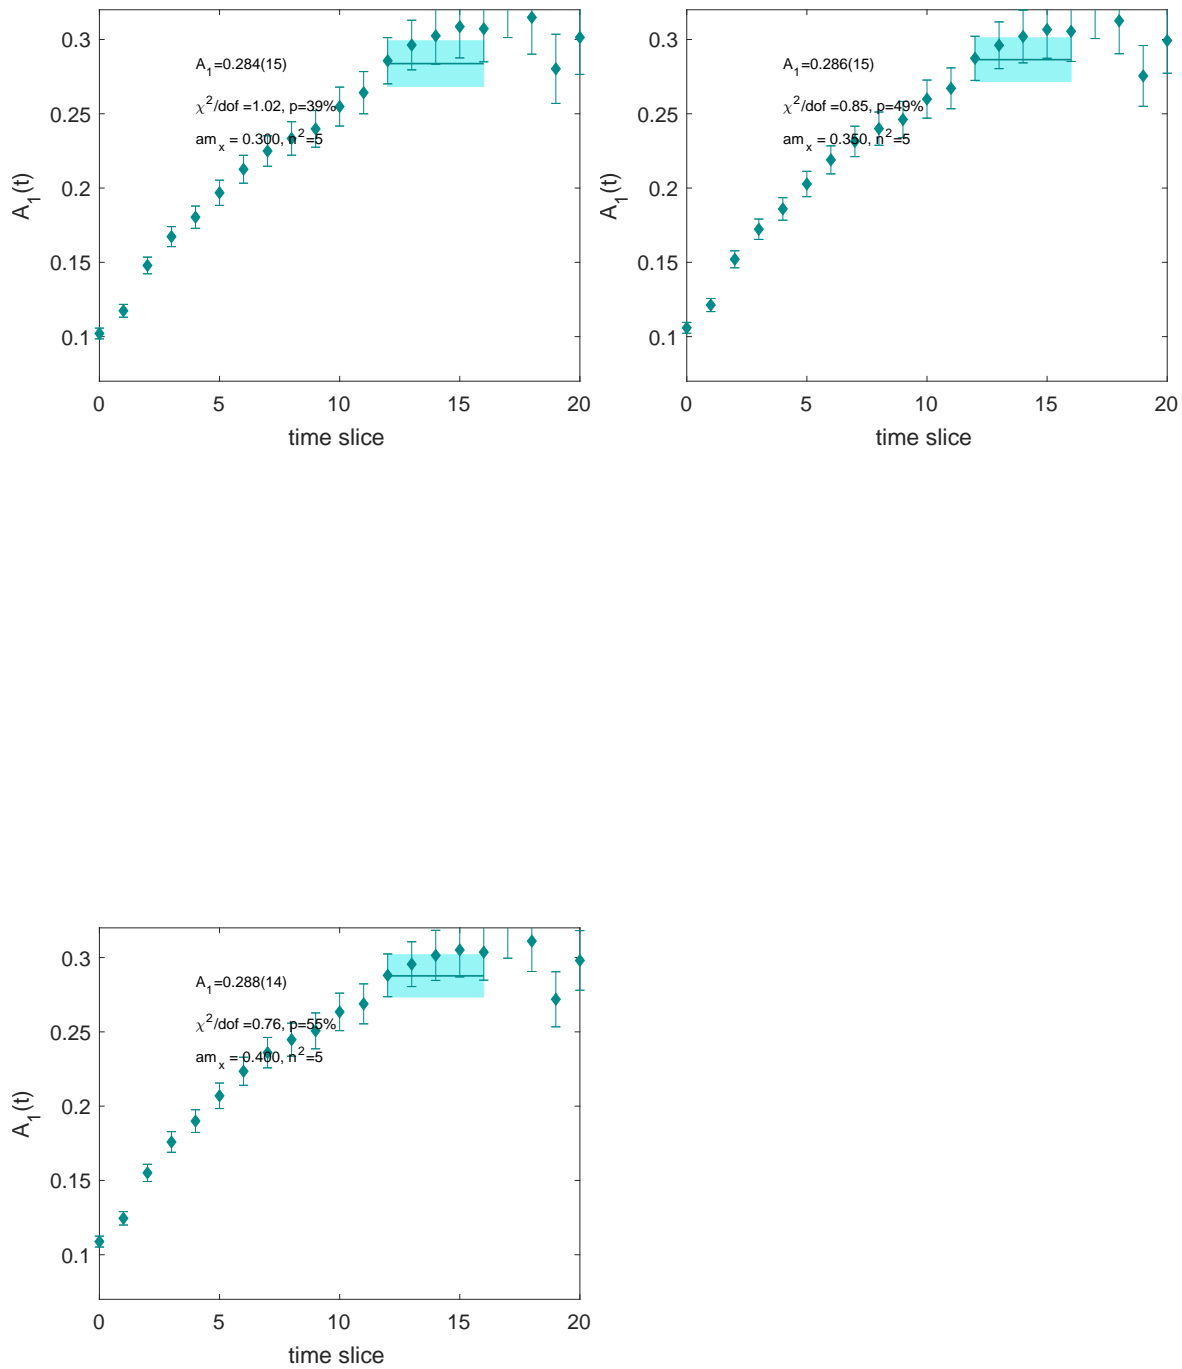 0.3
0.25
0.2
0.15
0.1
A₁(t)
A₁=0.284(15)
χ²/dof =1.02, p=39%
amₓ = 0.300, n²=5
0 5 10 15 20
time slice
0.3
0.25
0.2
0.15
0.1
A₁(t)
A₁=0.286(15)
χ²/dof =0.85, p=49%
amₓ = 0.350, n²=5
0 5 10 15 20
time slice
0.3
0.25
0.2
0.15
0.1
A₁(t)
A₁=0.288(14)
χ²/dof =0.76, p=55%
amₓ = 0.400, n²=5
0 5 10 15 20
time slice